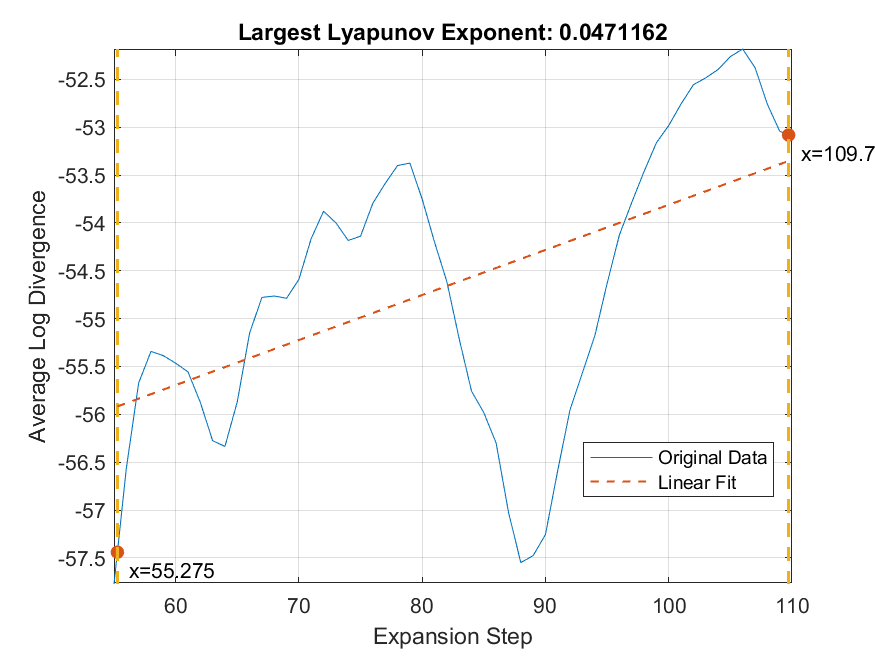 Largest Lyapunov Exponent: 0.0471162
Average Log Divergence
-52.5
-53
-53.5
-54
-54.5
-55
-55.5
-56
-56.5
-57
-57.5
x=109.7
Original Data
Linear Fit
x=55.275
60 70 80 90 100 110
Expansion Step